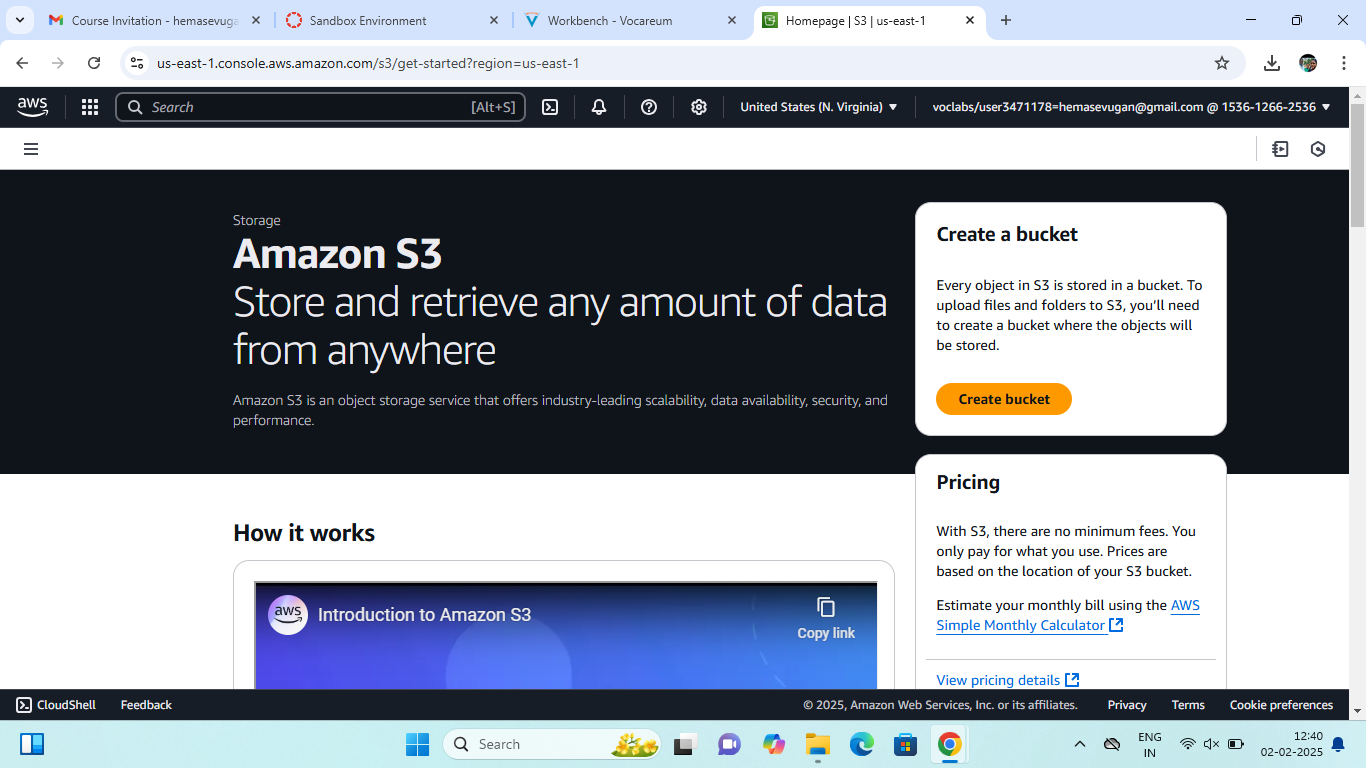 Course Invitation - hemasevuga
Sandbox Environment
Workbench - Vocareum
Homepage | S3 | us-east-1
us-east-1.console.aws.amazon.com/s3/get-started?region=us-east-1
aws
Search
[Alt+S]
United States (N. Virginia)
voclabs/user3471178=hemasevugan@gmail.com @ 1536-1266-2536
Storage
Amazon S3
Store and retrieve any amount of data
from anywhere
Amazon S3 is an object storage service that offers industry-leading scalability, data availability, security, and
performance.
Create a bucket
Every object in S3 is stored in a bucket. To
upload files and folders to S3, you’ll need
to create a bucket where the objects will
be stored.
Create bucket
How it works
aws
Introduction to Amazon S3
Copy link
Pricing
With S3, there are no minimum fees. You
only pay for what you use. Prices are
based on the location of your S3 bucket.
Estimate your monthly bill using the AWS
Simple Monthly Calculator
View pricing details
CloudShell
Feedback
© 2025, Amazon Web Services, Inc. or its affiliates.
Privacy
Terms
Cookie preferences
Search
ENG
IN
12:40
02-02-2025